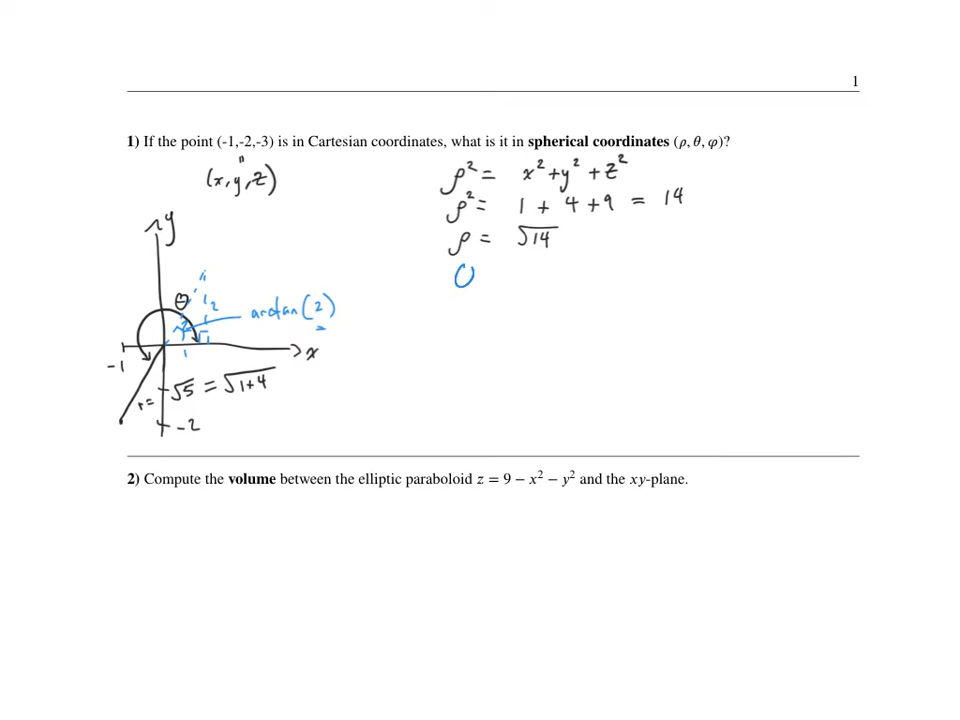 1
1) If the point (-1,-2,-3) is in Cartesian coordinates, what is it in spherical coordinates (ρ, θ, φ)?
(x,y,z)
ρ² = x² + y² + z²
ρ² = 1 + 4 + 9 = 14
ρ = √14
y
θ
2
arctan(2)
1
x
-1
r = √5 = √1+4
-2
2) Compute the volume between the elliptic paraboloid z = 9 − x² − y² and the xy-plane.